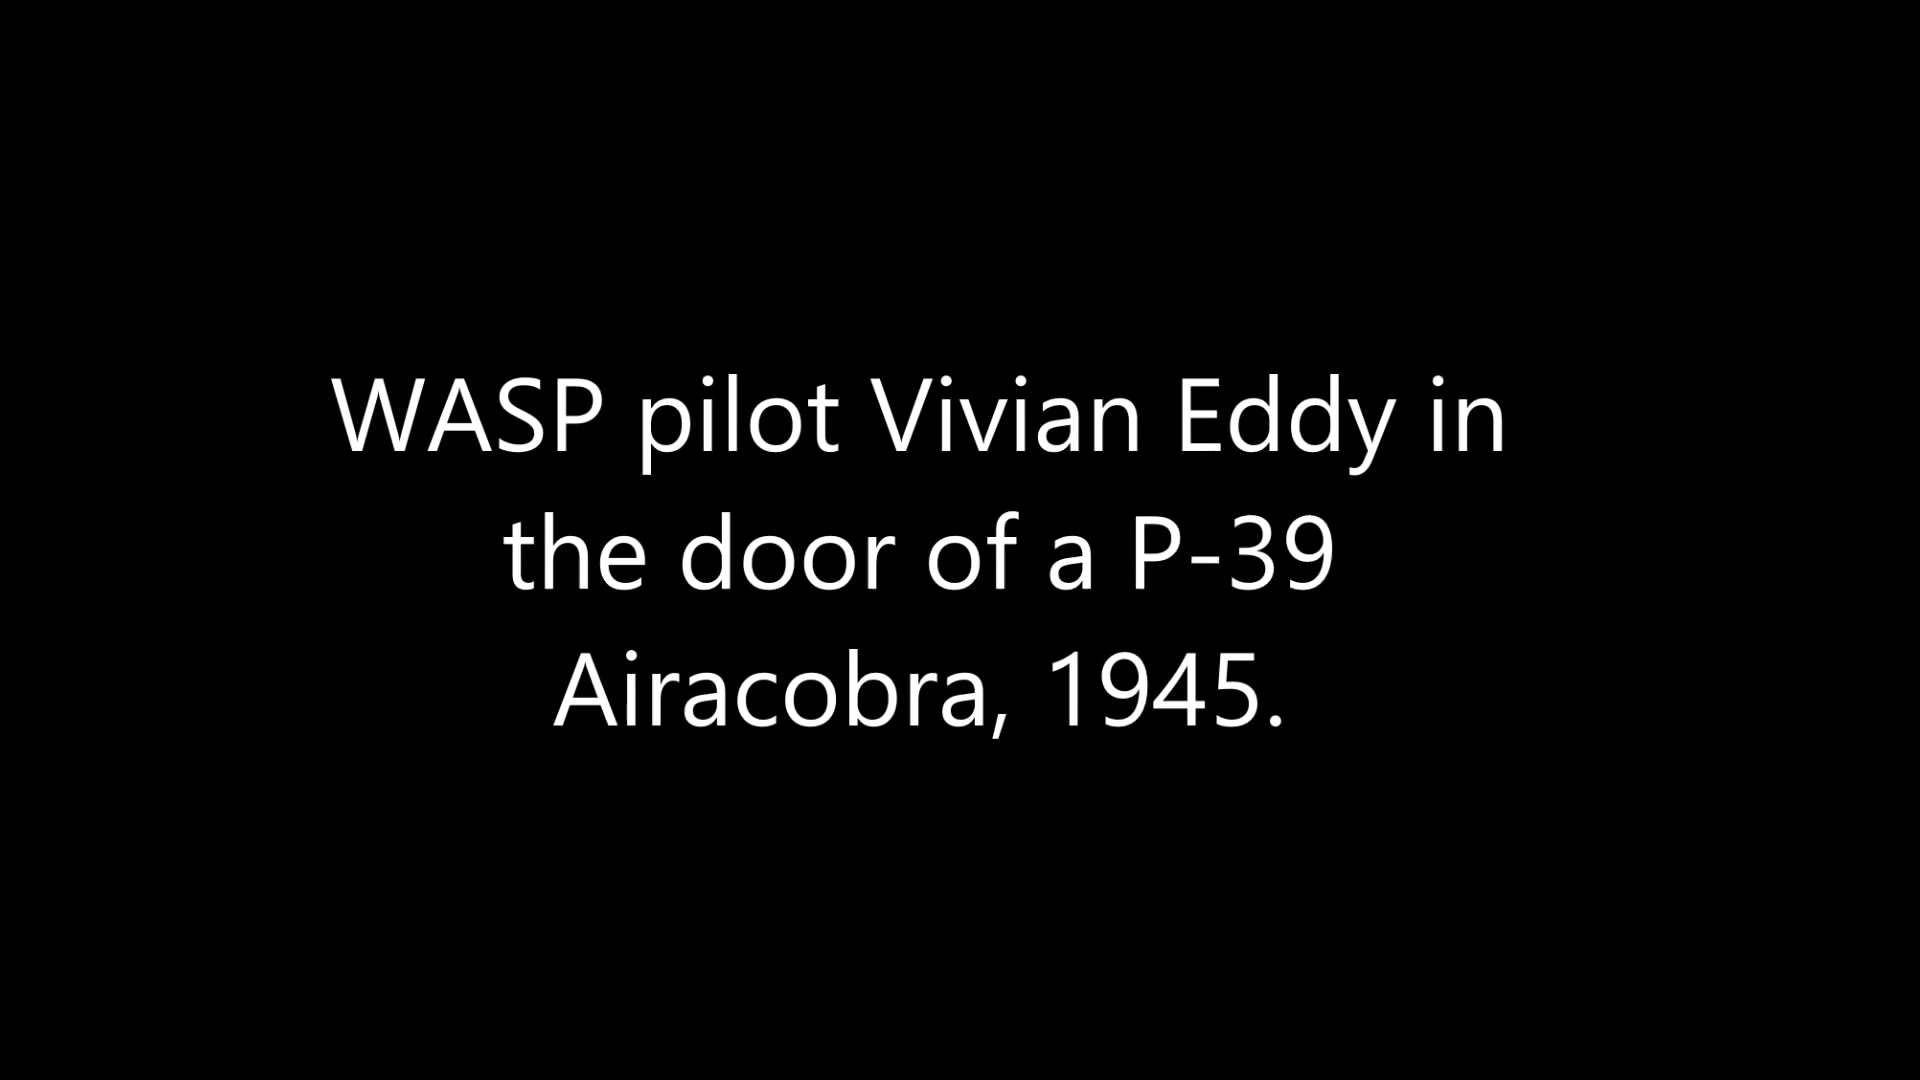 WASP pilot Vivian Eddy in
the door of a P-39
Airacobra, 1945.